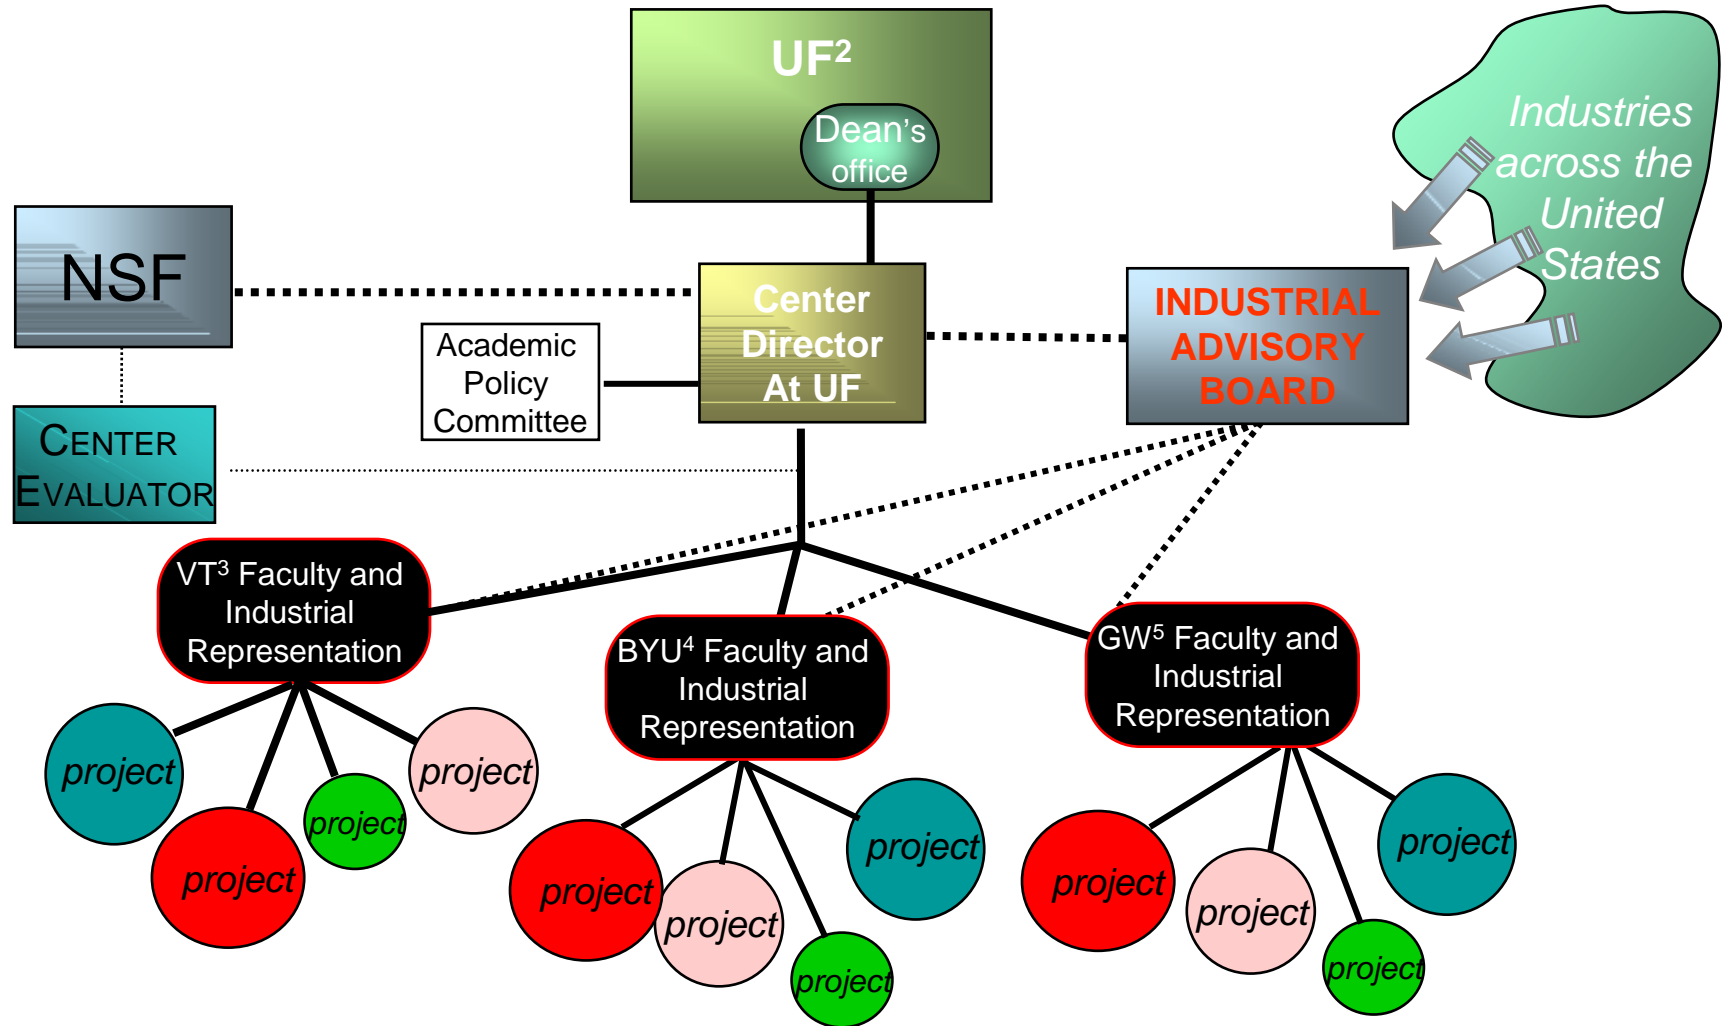 UF²
Dean's
office
Industries
across the
United
States
NSF
Center
Director
At UF
INDUSTRIAL
ADVISORY
BOARD
Academic
Policy
Committee
CENTER
EVALUATOR
VT³ Faculty and
Industrial
Representation
BYU⁴ Faculty and
Industrial
Representation
GW⁵ Faculty and
Industrial
Representation
project
project
project
project
project
project
project
project
project
project
project
project